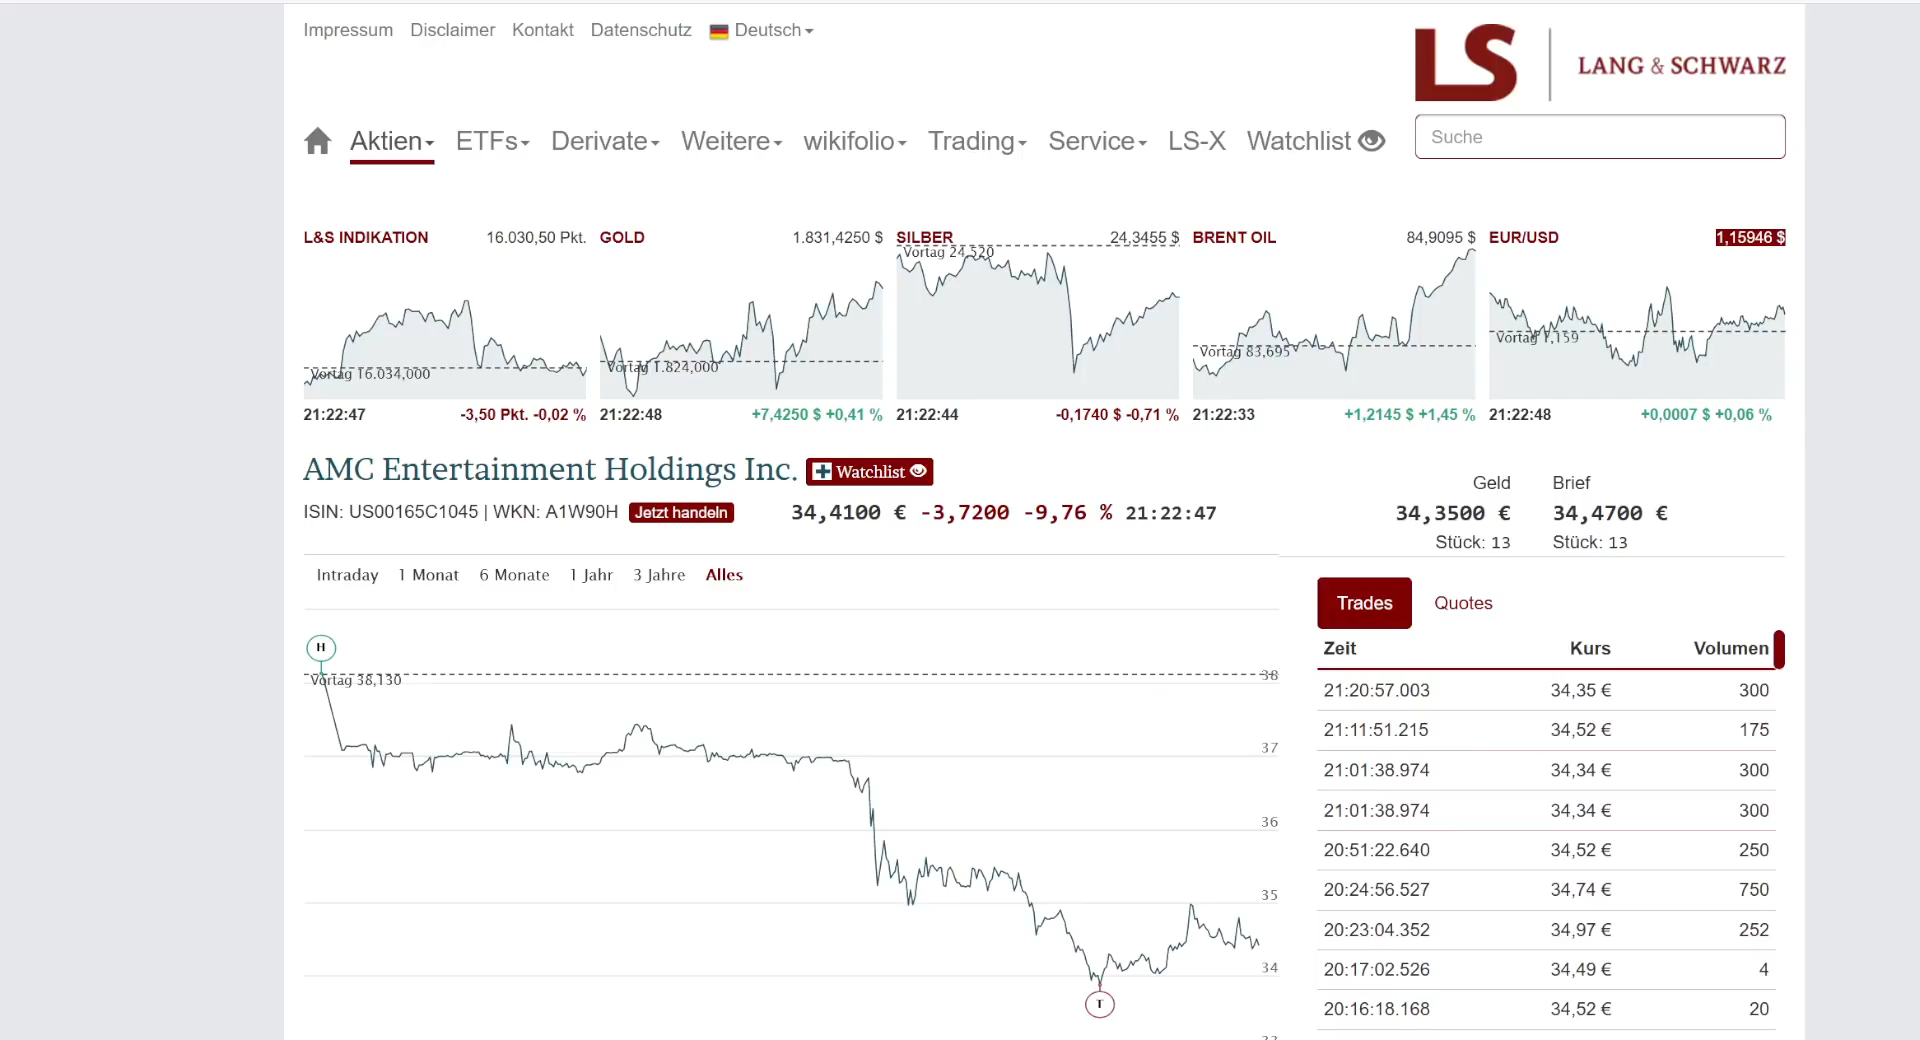 Impressum Disclaimer Kontakt Datenschutz Deutsch
LS LANG & SCHWARZ
Aktien ETFs Derivate Weitere wikifolio Trading Service LS-X Watchlist
Suche
L&S INDIKATION 16.030,50 Pkt.
Vortag 16.034,000
21:22:47 -3,50 Pkt. -0,02 %
GOLD 1.831,4250 $
Vortag 1.824,000
21:22:48 +7,4250 $ +0,41 %
SILBER 24,3455 $
Vortag 24,520
21:22:44 -0,1740 $ -0,71 %
BRENT OIL 84,9095 $
Vortag 83,695
21:22:33 +1,2145 $ +1,45 %
EUR/USD 1,15946 $
Vortag 1,159
21:22:48 +0,0007 $ +0,06 %
AMC Entertainment Holdings Inc. Watchlist
ISIN: US00165C1045 | WKN: A1W90H Jetzt handeln 34,4100 € -3,7200 -9,76 % 21:22:47
Geld Brief
34,3500 € 34,4700 €
Stück: 13 Stück: 13
Intraday 1 Monat 6 Monate 1 Jahr 3 Jahre Alles
H
Vortag 38,130
38
37
36
35
34
T
Trades Quotes
Zeit Kurs Volumen
21:20:57.003 34,35 € 300
21:11:51.215 34,52 € 175
21:01:38.974 34,34 € 300
21:01:38.974 34,34 € 300
20:51:22.640 34,52 € 250
20:24:56.527 34,74 € 750
20:23:04.352 34,97 € 252
20:17:02.526 34,49 € 4
20:16:18.168 34,52 € 20